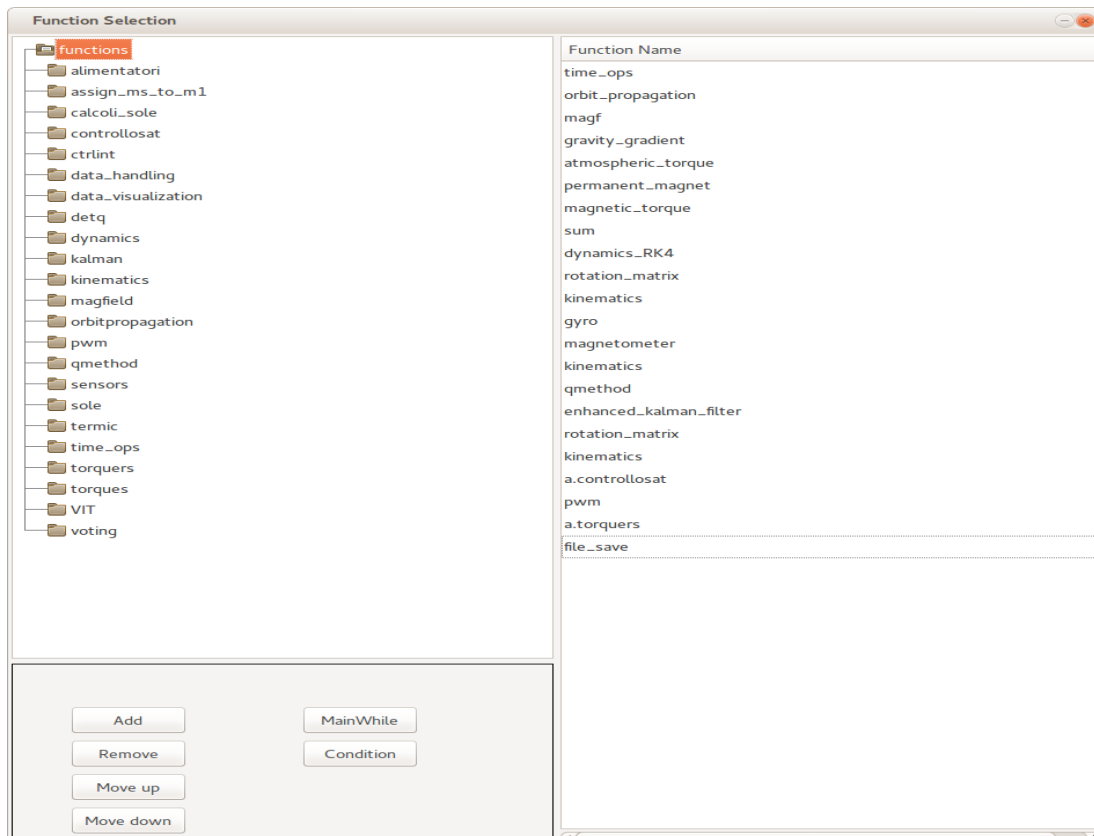 Function Selection
functions
alimentatori
assign_ms_to_m1
calcoli_sole
controllosat
ctrlint
data_handling
data_visualization
detq
dynamics
kalman
kinematics
magfield
orbitpropagation
pwm
qmethod
sensors
sole
termic
time_ops
torquers
torques
VIT
voting
Add
MainWhile
Remove
Condition
Move up
Move down
Function Name
time_ops
orbit_propagation
magf
gravity_gradient
atmospheric_torque
permanent_magnet
magnetic_torque
sum
dynamics_RK4
rotation_matrix
kinematics
gyro
magnetometer
kinematics
qmethod
enhanced_kalman_filter
rotation_matrix
kinematics
a.controllosat
pwm
a.torquers
file_save